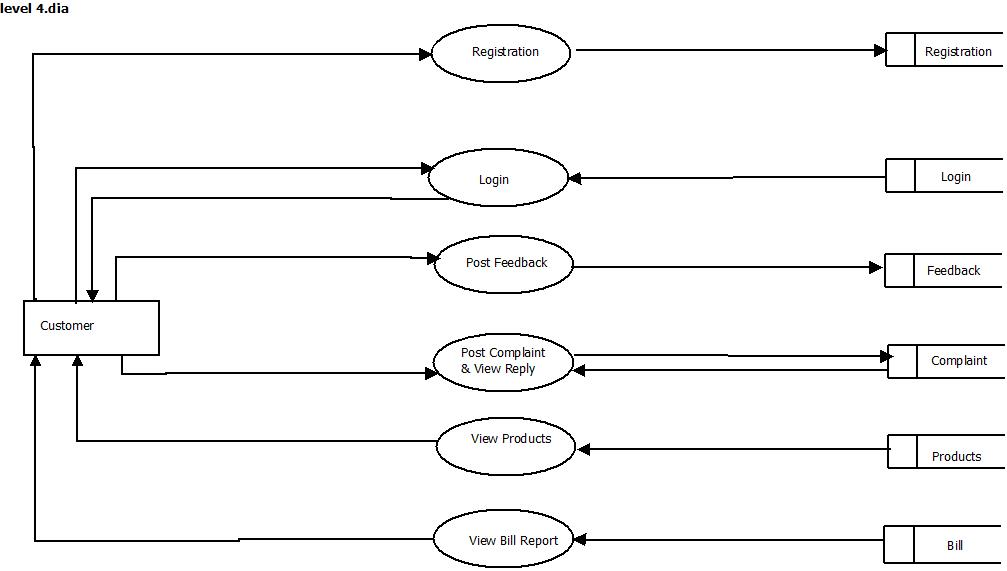 level 4.dia
Registration
Registration
Login
Login
Post Feedback
Feedback
Customer
Post Complaint
& View Reply
Complaint
View Products
Products
View Bill Report
Bill